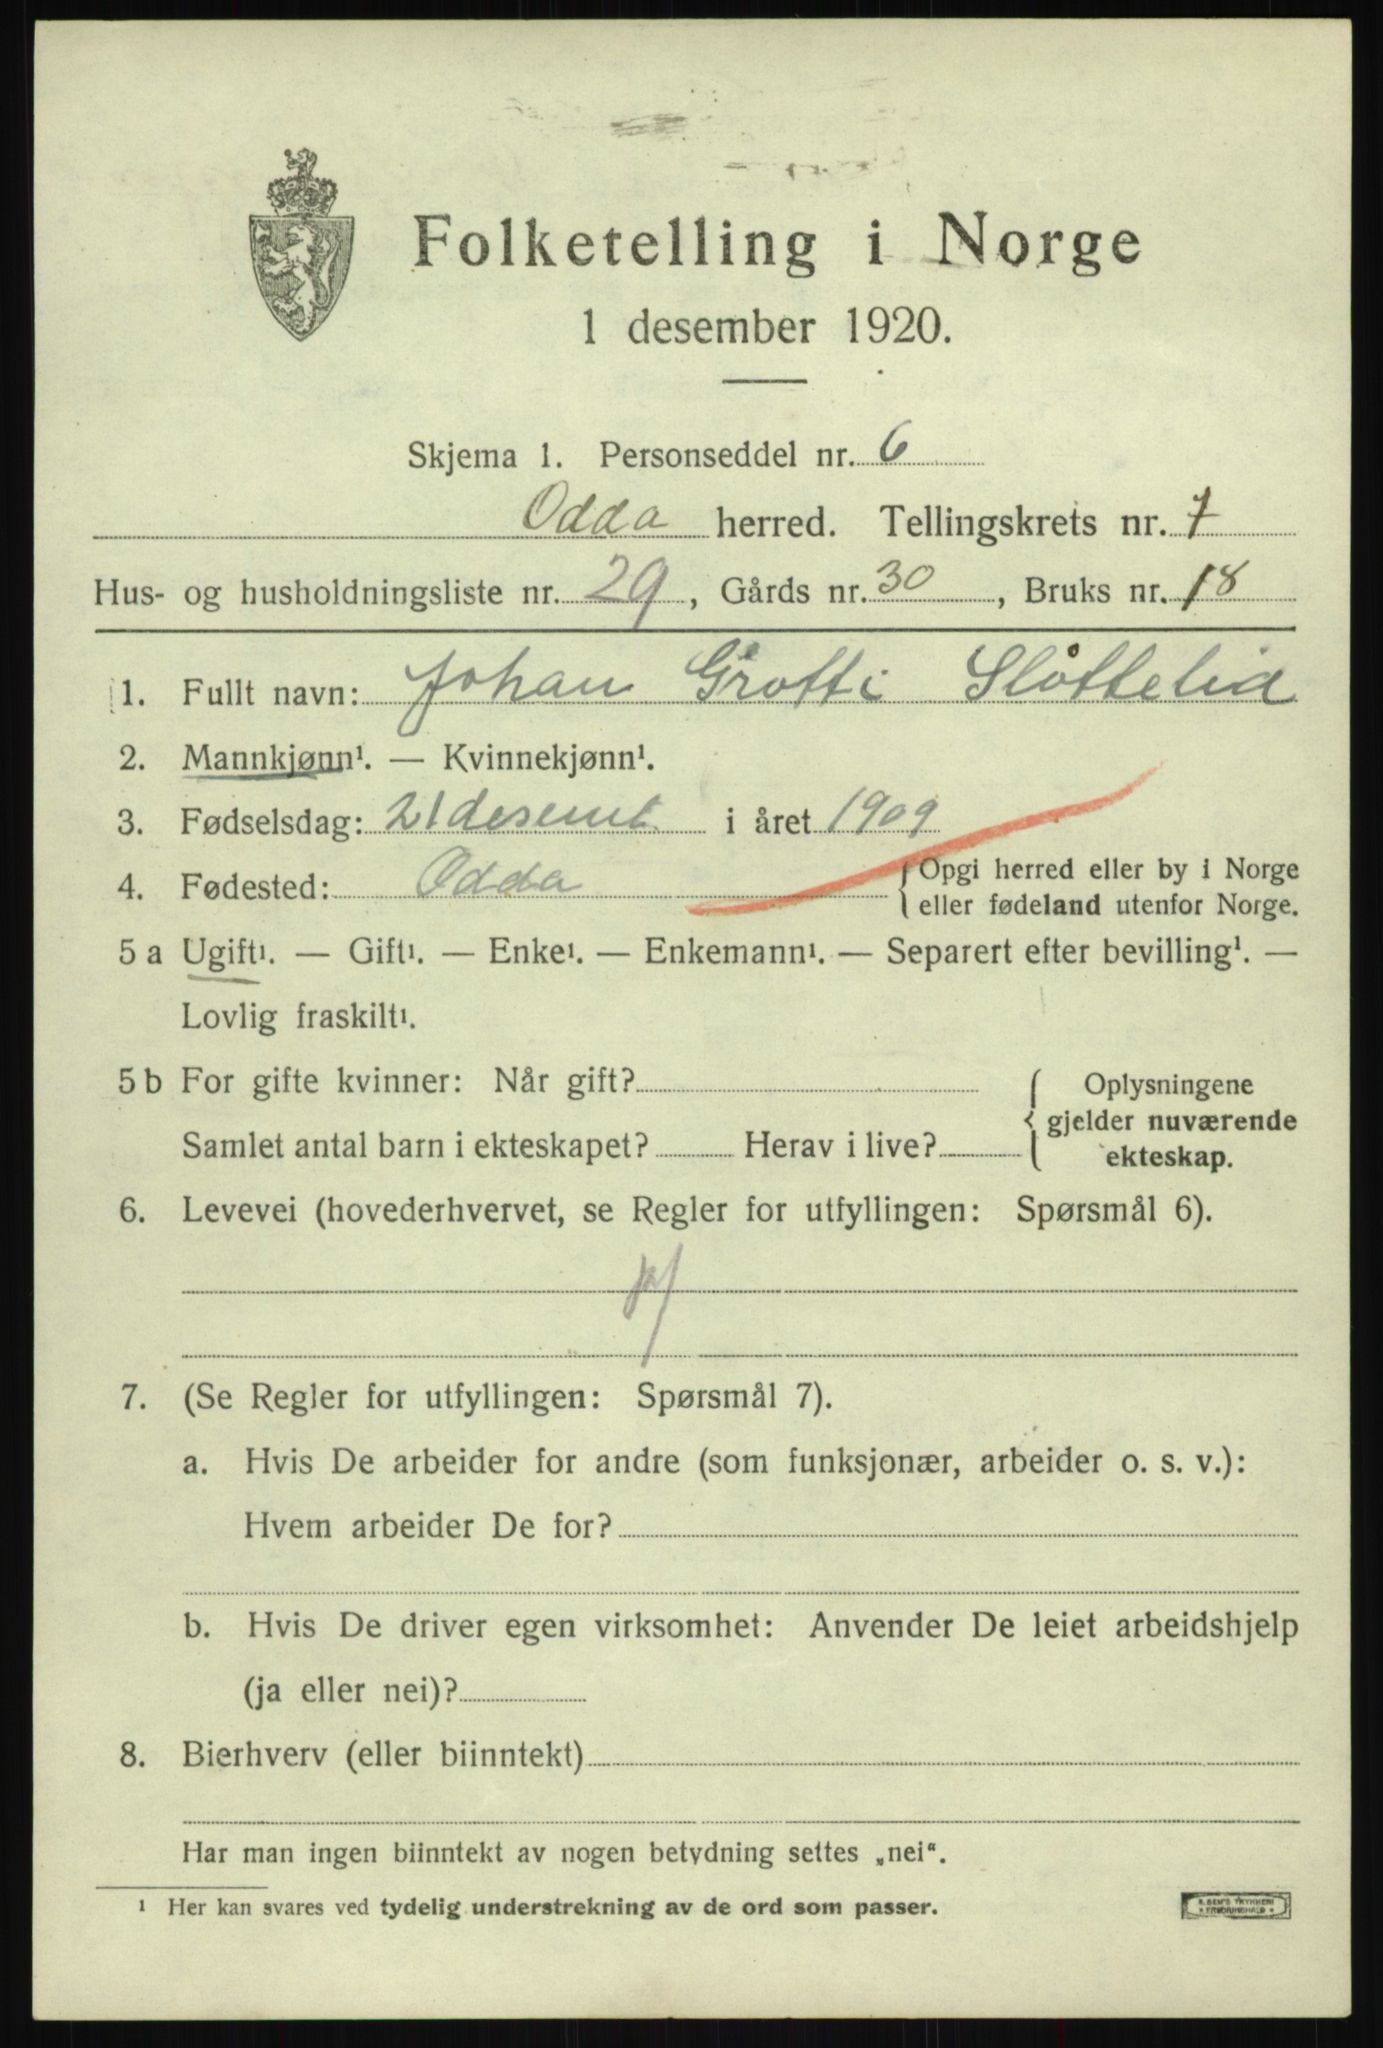 Folketelling i Norge
1 desember 1920.
Skjema 1. Personseddel nr. 6
Odda herred. Tellingskrets nr. 7
Hus- og husholdningsliste nr. 29, Gårds nr. 30, Bruks nr. 18
1. Fullt navn: Johan Grotti Slåttelid
2. Mannkjønn¹. — Kvinnekjønn¹.
3. Fødselsdag: 21 desemb i året 1909
4. Fødested: Odda {Opgi herred eller by i Norge
eller fødeland utenfor Norge.
5 a Ugift¹. — Gift¹. — Enke¹. — Enkemann¹. — Separert efter bevilling¹. —
Lovlig fraskilt¹.
5 b For gifte kvinner: Når gift? { Oplysningene
gjelder nuværende
Samlet antal barn i ekteskapet? Herav i live?
ekteskap.
6. Levevei (hovederhvervet, se Regler for utfyllingen: Spørsmål 6).
7. (Se Regler for utfyllingen: Spørsmål 7).
a. Hvis De arbeider for andre (som funksjonær, arbeider o. s. v.):
Hvem arbeider De for?
b. Hvis De driver egen virksomhet: Anvender De leiet arbeidshjelp
(ja eller nei)?
8. Bierhverv (eller biinntekt)
Har man ingen biinntekt av nogen betydning settes „nei“.
¹ Her kan svares ved tydelig understrekning av de ord som passer.